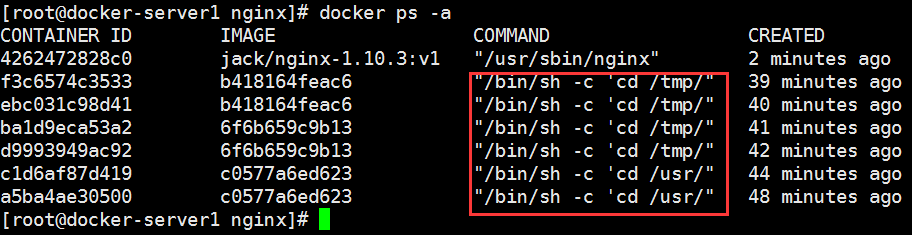 [root@docker-server1 nginx]# docker ps -a
CONTAINER ID        IMAGE                  COMMAND                  CREATED
4262472828c0        jack/nginx-1.10.3:v1   "/usr/sbin/nginx"        2 minutes ago
f3c6574c3533        b418164feac6           "/bin/sh -c 'cd /tmp/"   39 minutes ago
ebc031c98d41        b418164feac6           "/bin/sh -c 'cd /tmp/"   40 minutes ago
ba1d9eca53a2        6f6b659c9b13           "/bin/sh -c 'cd /tmp/"   41 minutes ago
d9993949ac92        6f6b659c9b13           "/bin/sh -c 'cd /tmp/"   42 minutes ago
c1d6af87d419        c0577a6ed623           "/bin/sh -c 'cd /usr/"   44 minutes ago
a5ba4ae30500        c0577a6ed623           "/bin/sh -c 'cd /usr/"   48 minutes ago
[root@docker-server1 nginx]#